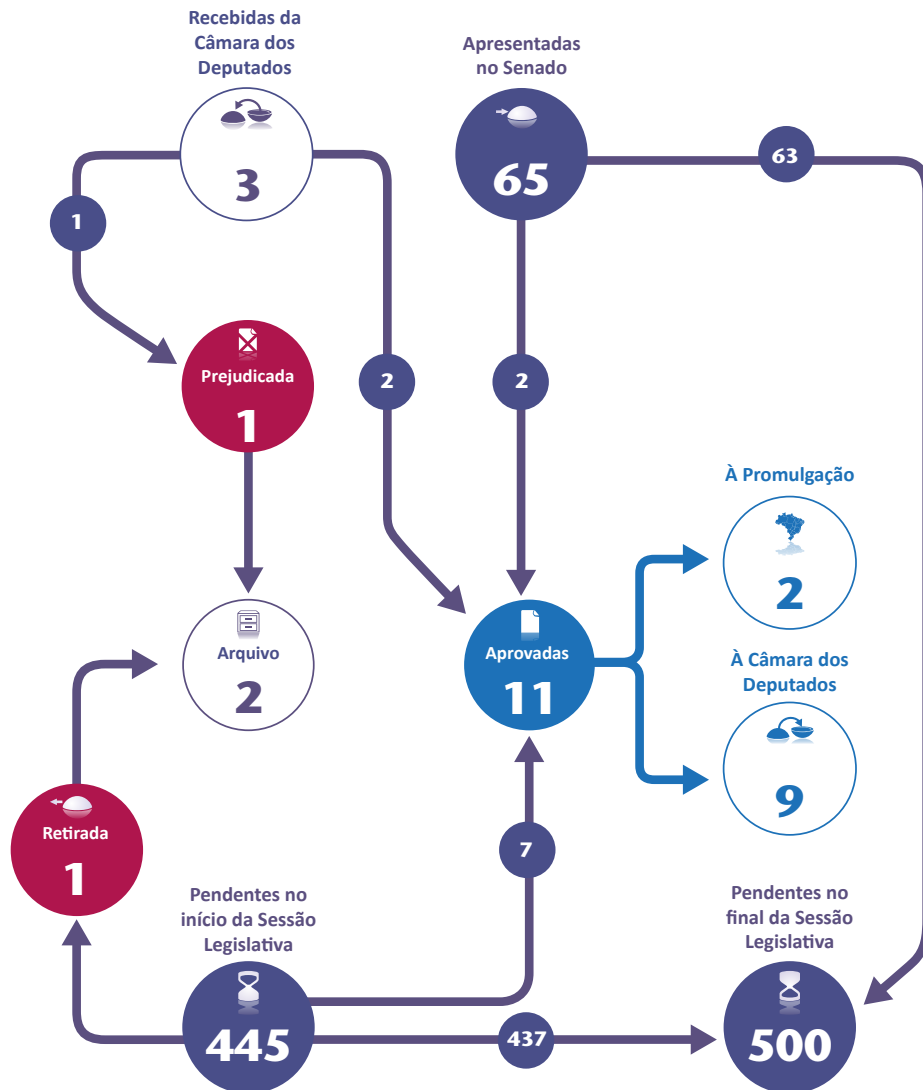 Recebidas da
Câmara dos
Deputados
3
Apresentadas
no Senado
65
63
1
Prejudicada
1
2
2
À Promulgação
2
Arquivo
2
Aprovadas
11
À Câmara dos
Deputados
9
Retirada
1
7
Pendentes no
início da Sessão
Legislativa
445
437
Pendentes no
final da Sessão
Legislativa
500